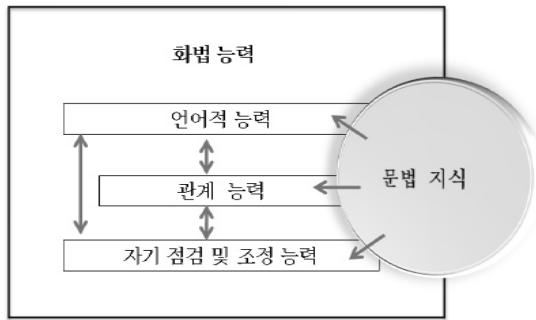 화법 능력
언어적 능력
관계 능력
문법 지식
자기 점검 및 조정 능력